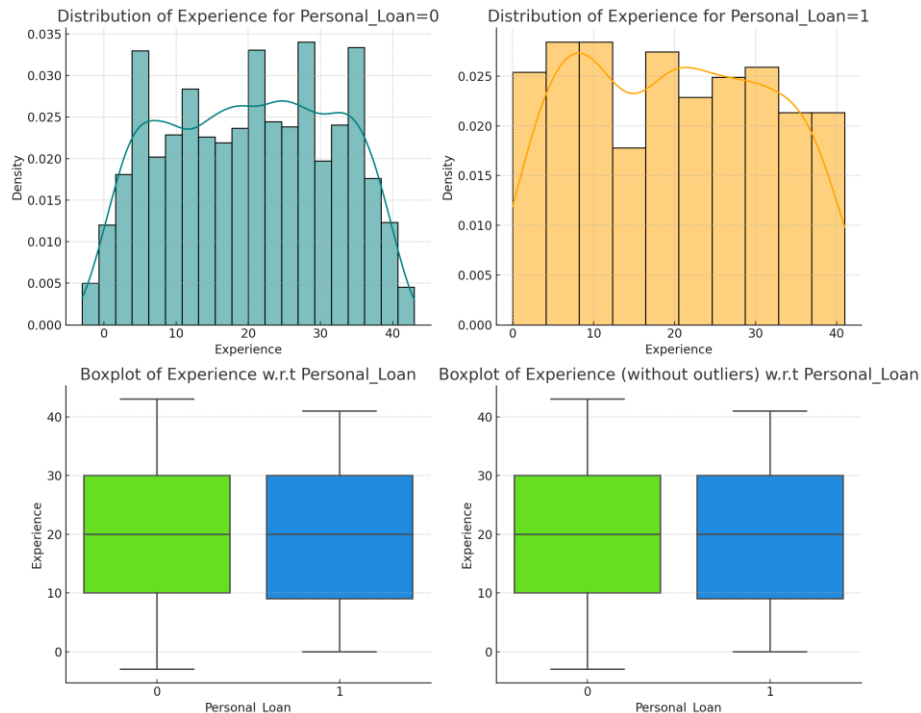 Distribution of Experience for Personal_Loan=0
0.035
0.030
0.025
0.020
0.015
0.010
0.005
0.000
Density
0 10 20 30 40
Experience
Distribution of Experience for Personal_Loan=1
0.025
0.020
0.015
0.010
0.005
0.000
Density
0 10 20 30 40
Experience
Boxplot of Experience w.r.t Personal_Loan
40
30
20
10
0
Experience
0 1
Personal_Loan
Boxplot of Experience (without outliers) w.r.t Personal_Loan
40
30
20
10
0
Experience
0 1
Personal_Loan